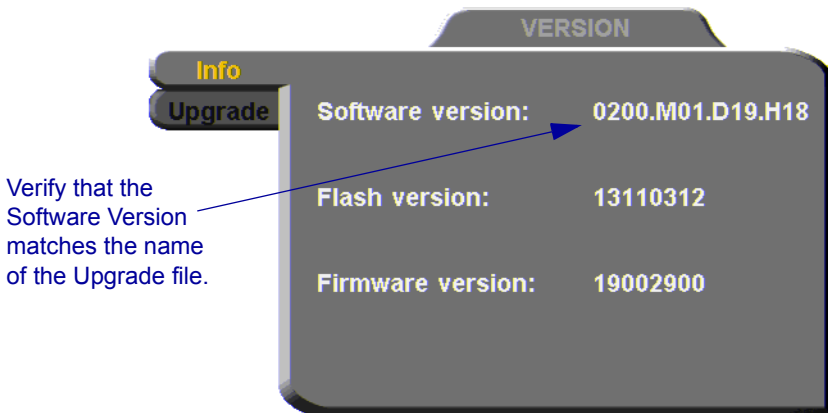 VERSION
Info
Upgrade
Software version: 0200.M01.D19.H18
Verify that the
Software Version
matches the name
of the Upgrade file.
Flash version: 13110312
Firmware version: 19002900